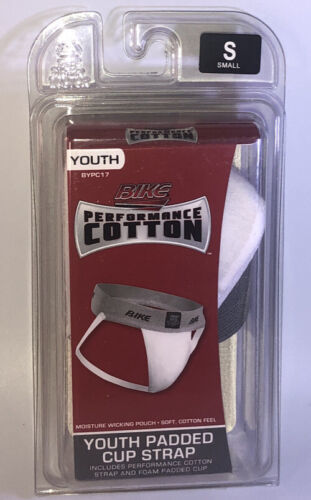 S
SMALL
YOUTH
BYPC17
BIKE
PERFORMANCE
COTTON
BIKE
BIKE
MOISTURE WICKING POUCH • SOFT, COTTON FEEL
YOUTH PADDED
CUP STRAP
INCLUDES PERFORMANCE COTTON
STRAP AND FOAM PADDED CUP